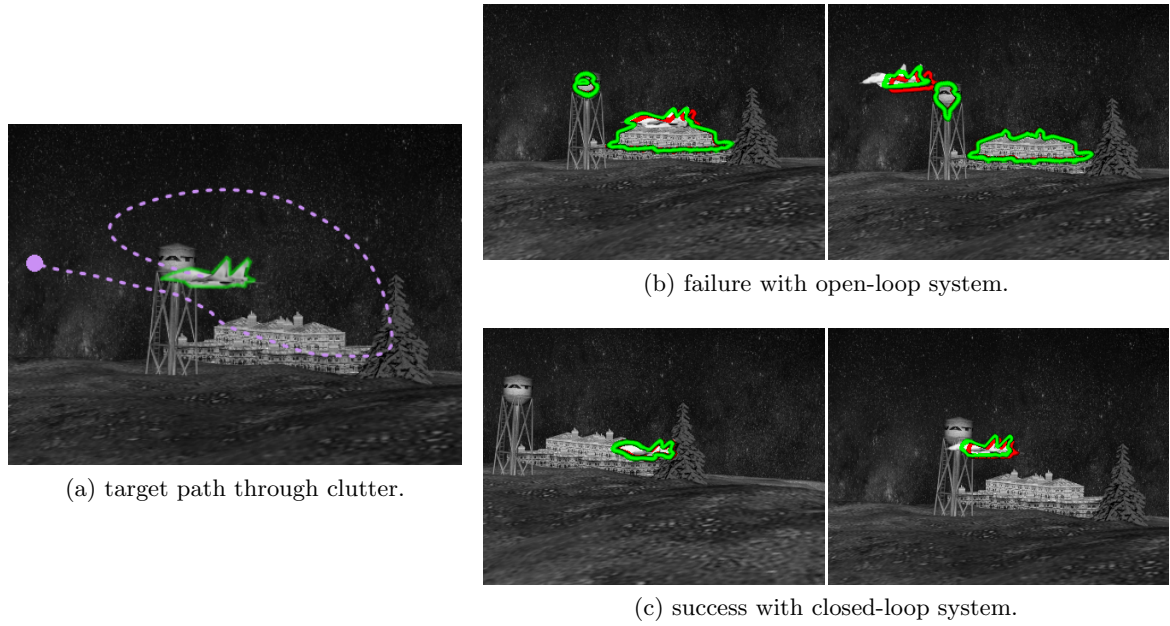 (a) target path through clutter.
(b) failure with open-loop system.
(c) success with closed-loop system.